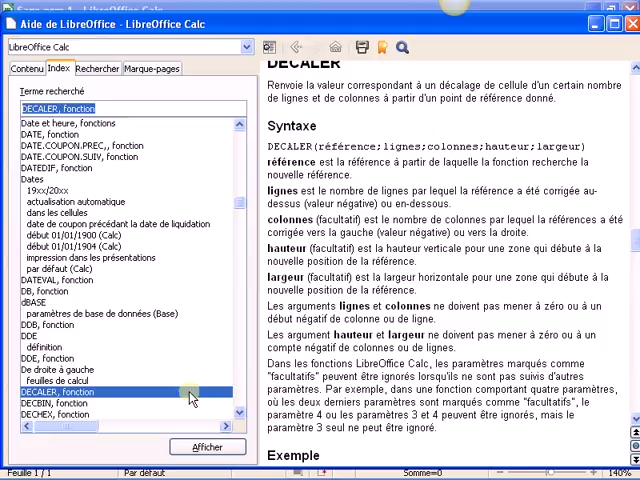 Sans nom 1 - LibreOffice Calc
Aide de LibreOffice - LibreOffice Calc
LibreOffice Calc
Contenu Index Rechercher Marque-pages
Terme recherché
DECALER, fonction
Date et heure, fonctions
DATE, fonction
DATE.COUPON.PREC,, fonction
DATE.COUPON.SUIV, fonction
DATEDIF, fonction
Dates
19xx/20xx
actualisation automatique
dans les cellules
date de coupon précédant la date de liquidation
début 01/01/1900 (Calc)
début 01/01/1904 (Calc)
impression dans les présentations
par défaut (Calc)
DATEVAL, fonction
DB, fonction
dBASE
paramètres de base de données (Base)
DDB, fonction
DDE
définition
DDE, fonction
De droite à gauche
feuilles de calcul
DECALER, fonction
DECBIN, fonction
DECHEX, fonction
Afficher
DECALER
Renvoie la valeur correspondant à un décalage de cellule d'un certain nombre
de lignes et de colonnes à partir d'un point de référence donné.
Syntaxe
DECALER(référence;lignes;colonnes;hauteur;largeur)
référence est la référence à partir de laquelle la fonction recherche la
nouvelle référence.
lignes est le nombre de lignes par lequel la référence a été corrigée au-
dessus (valeur négative) ou en-dessous.
colonnes (facultatif) est le nombre de colonnes par lequel la références a été
corrigée vers la gauche (valeur négative) ou vers la droite.
hauteur (facultatif) est la hauteur verticale pour une zone qui débute à la
nouvelle position de la référence.
largeur (facultatif) est la largeur horizontale pour une zone qui débute à la
nouvelle position de la référence.
Les arguments lignes et colonnes ne doivent pas mener à zéro ou à un
début négatif de colonne ou de ligne.
Les argument hauteur et largeur ne doivent pas mener à zéro ou à un
compte négatif de colonnes ou de lignes.
Dans les fonctions LibreOffice Calc, les paramètres marqués comme
"facultatifs" peuvent être ignorés lorsqu'ils ne sont pas suivis d'autres
paramètres. Par exemple, dans une fonction comportant quatre paramètres,
où les deux derniers paramètres sont marqués comme "facultatifs", le
paramètre 4 ou les paramètres 3 et 4 peuvent être ignorés, mais le
paramètre 3 seul ne peut être ignoré.
Exemple
Feuille 1 / 1 Par défaut Somme=0 140%